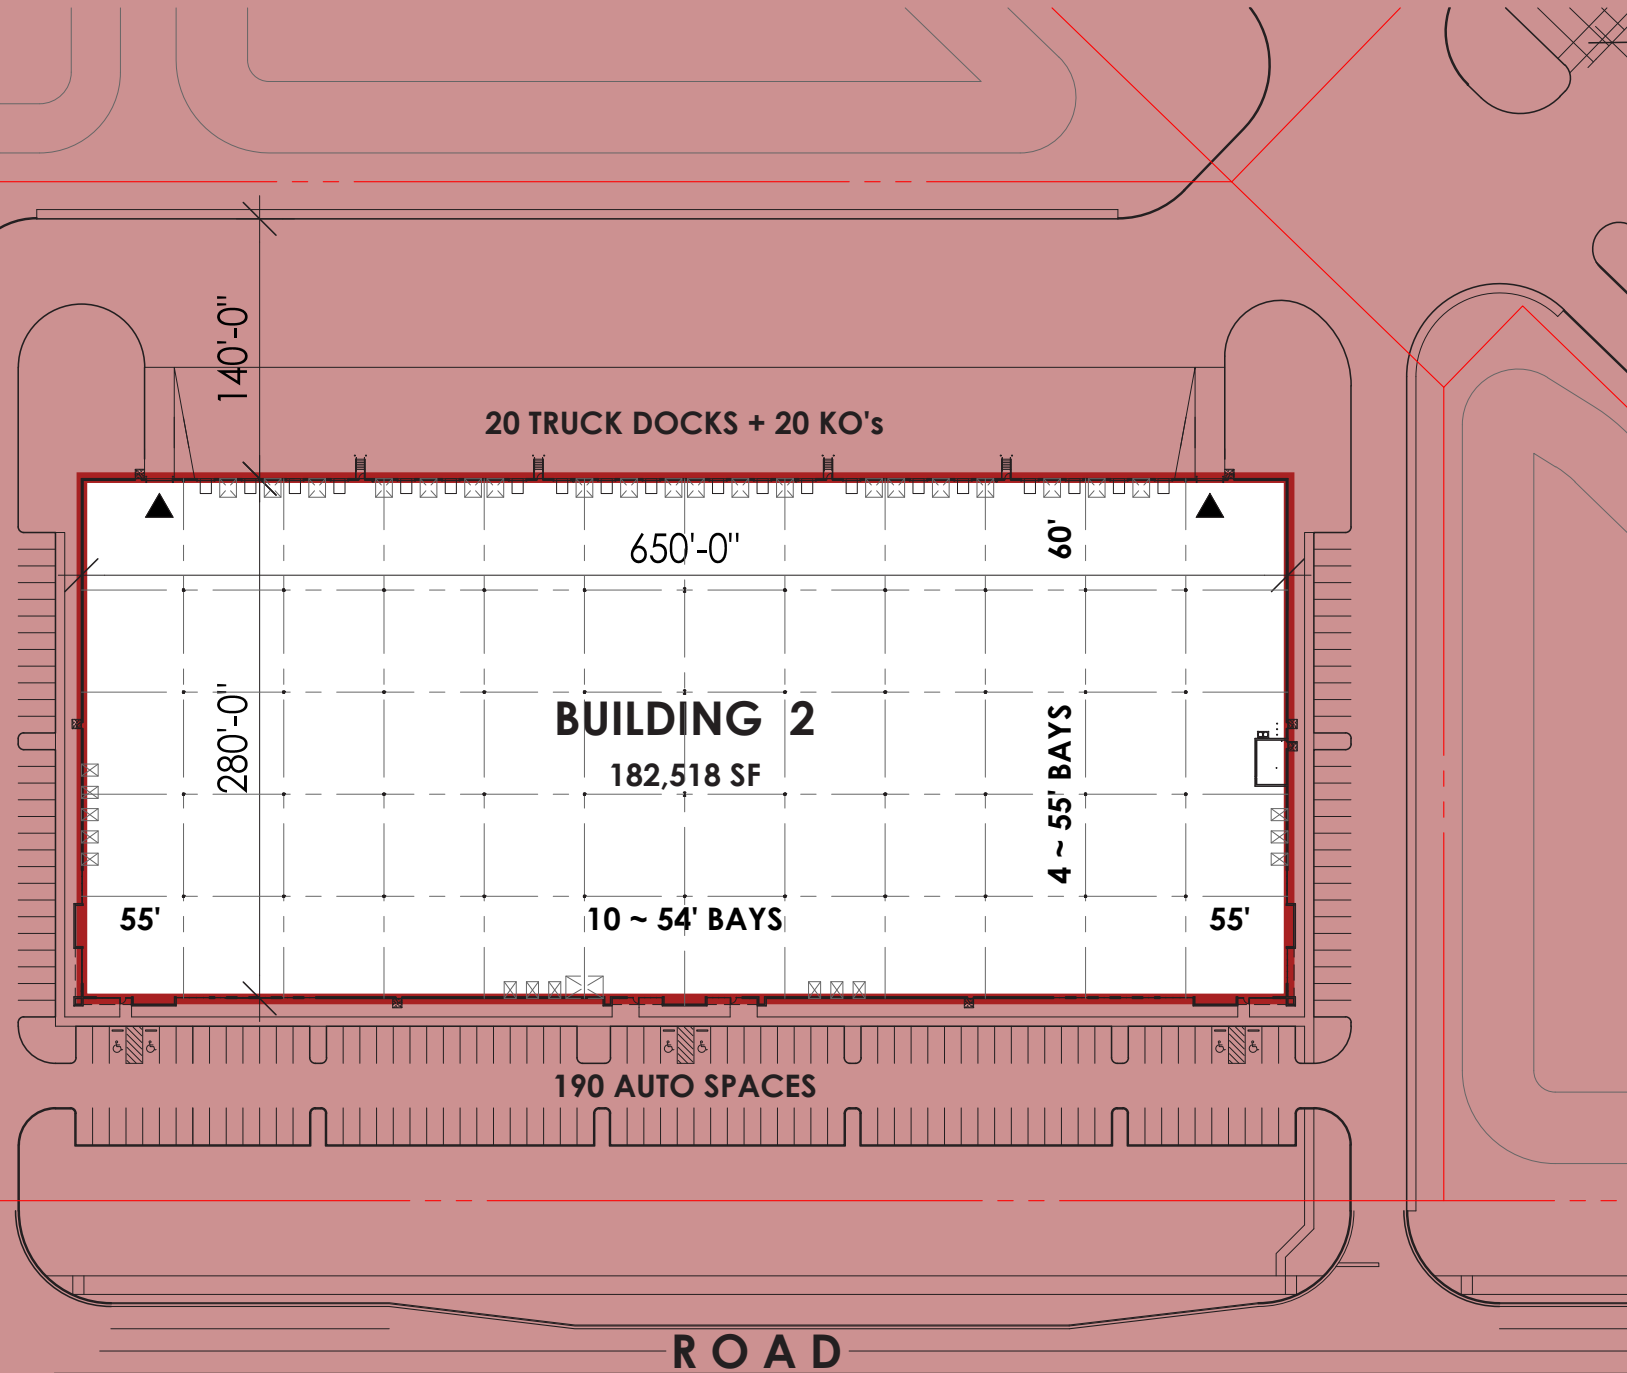 140'-0"
20 TRUCK DOCKS + 20 KO's
650'-0"
60'
BUILDING 2
182,518 SF
280'-0"
4 ~ 55' BAYS
55'
10 ~ 54' BAYS
55'
190 AUTO SPACES
ROAD